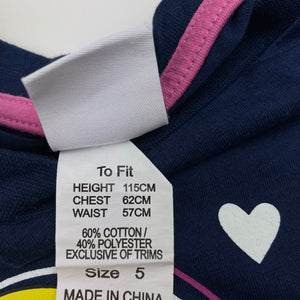 To Fit
HEIGHT 115CM
CHEST 62CM
WAIST 57CM
60% COTTON /
40% POLYESTER
EXCLUSIVE OF TRIMS
Size 5
MADE IN CHINA